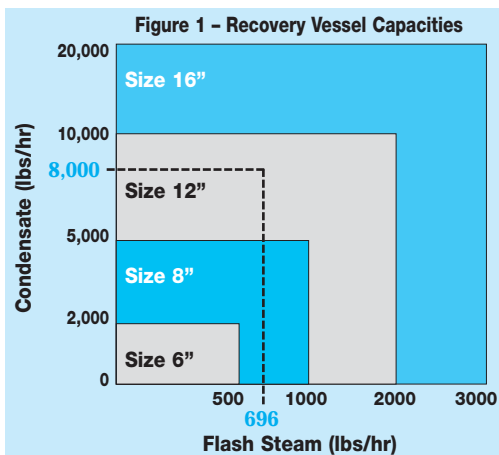 Figure 1 – Recovery Vessel Capacities
20,000
Size 16”
10,000
8,000
Size 12”
5,000
Size 8”
2,000
Size 6”
0
Condensate (lbs/hr)
500 1000 2000 3000
696
Flash Steam (lbs/hr)